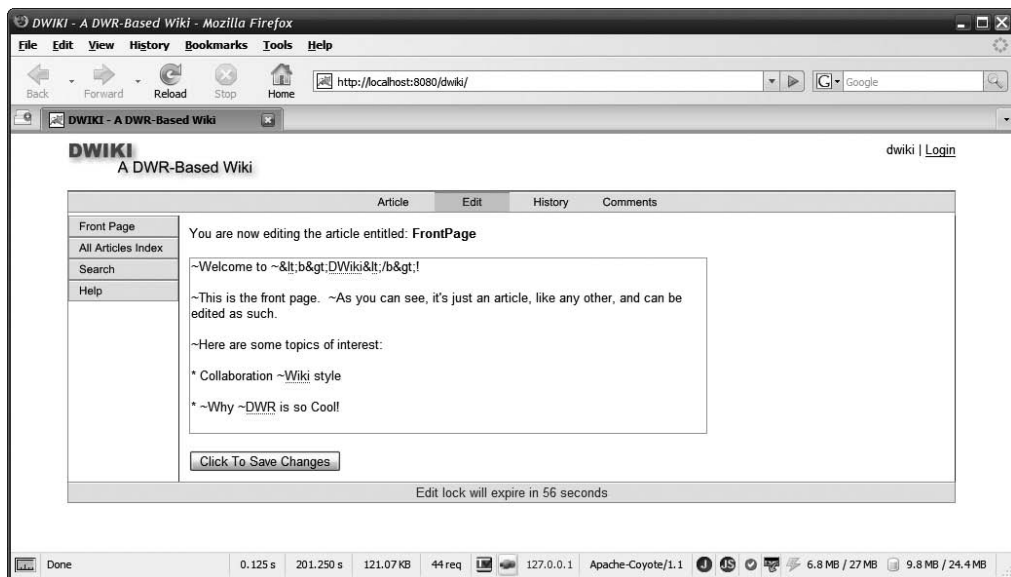 DWIKI - A DWR-Based Wiki - Mozilla Firefox
File Edit View History Bookmarks Tools Help
Back Forward Reload Stop Home http://localhost:8080/dwiki/ G Google
DWIKI - A DWR-Based Wiki
DWIKI
A DWR-Based Wiki
dwiki | Login
Article Edit History Comments
Front Page
All Articles Index
Search
Help
You are now editing the article entitled: FrontPage
~Welcome to ~&lt;b&gt;DWiki&lt;/b&gt;!
~This is the front page. ~As you can see, it's just an article, like any other, and can be
edited as such.
~Here are some topics of interest:
* Collaboration ~Wiki style
* ~Why ~DWR is so Cool!
Click To Save Changes
Edit lock will expire in 56 seconds
Done 0.125 s 201.250 s 121.07 KB 44 req 127.0.0.1 Apache-Coyote/1.1 J JS 6.8 MB / 27 MB 9.8 MB / 24.4 MB